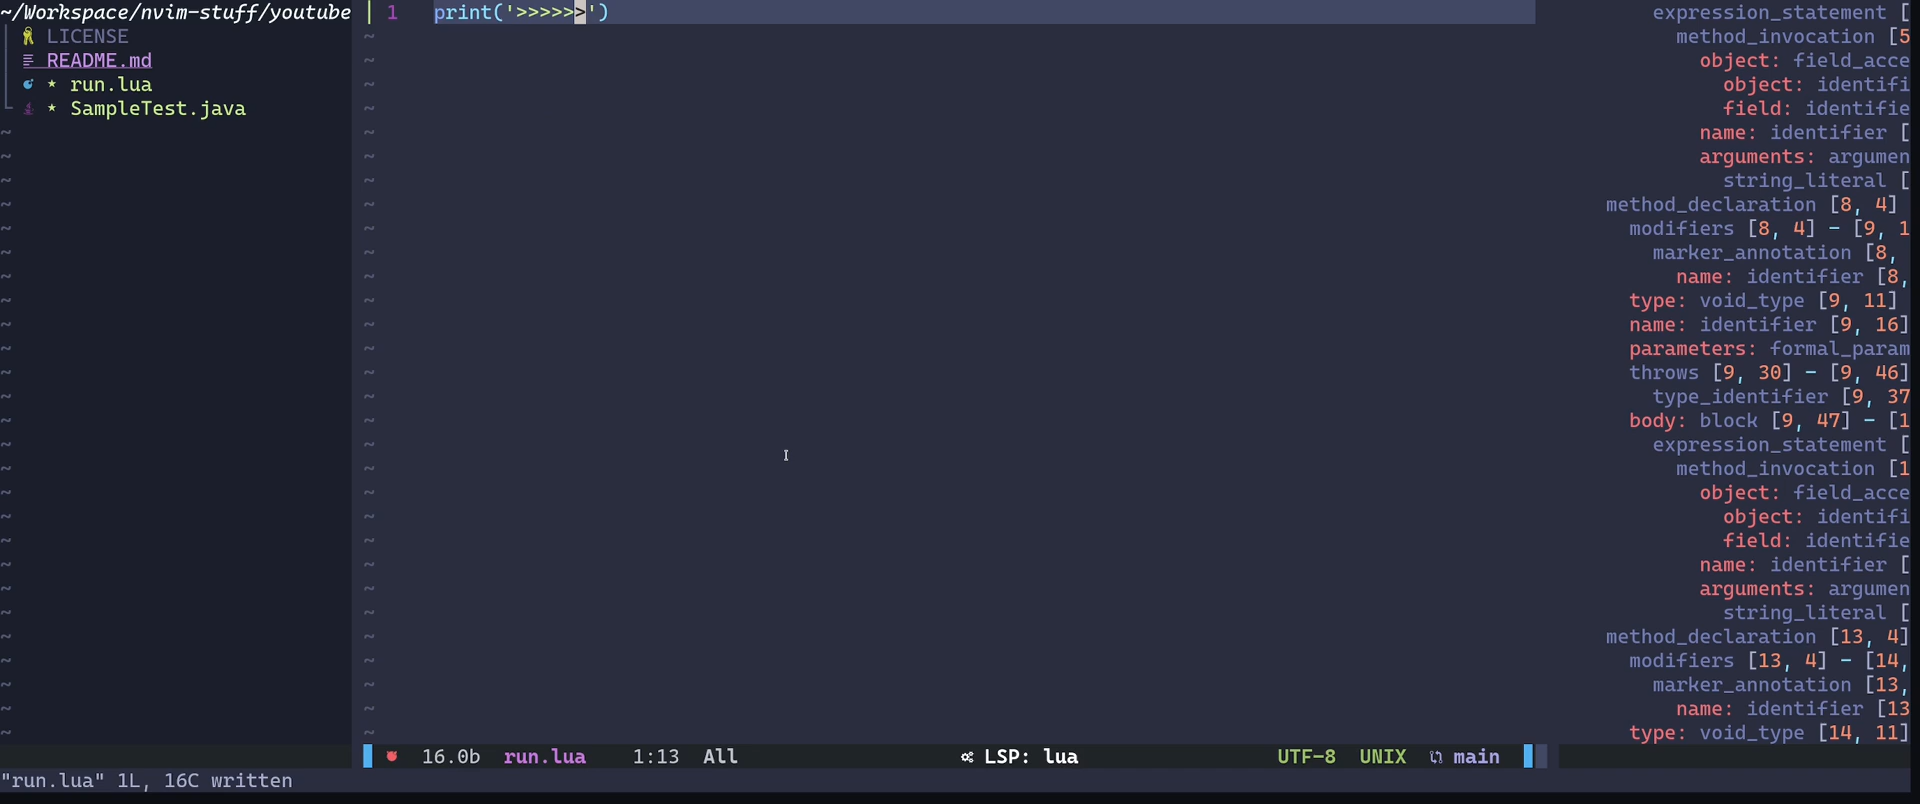 ~/Workspace/nvim-stuff/youtube
LICENSE
README.md
★ run.lua
★ SampleTest.java
1 print('>>>>>>')
expression_statement [
method_invocation [5
object: field_acce
object: identifi
field: identifie
name: identifier [
arguments: argumen
string_literal [
method_declaration [8, 4]
modifiers [8, 4] - [9, 1
marker_annotation [8,
name: identifier [8,
type: void_type [9, 11]
name: identifier [9, 16]
parameters: formal_param
throws [9, 30] - [9, 46]
type_identifier [9, 37
body: block [9, 47] - [1
expression_statement [
method_invocation [1
object: field_acce
object: identifi
field: identifie
name: identifier [
arguments: argumen
string_literal [
method_declaration [13, 4]
modifiers [13, 4] - [14,
marker_annotation [13,
name: identifier [13
type: void_type [14, 11]
16.0b run.lua 1:13 All LSP: lua UTF-8 UNIX main
"run.lua" 1L, 16C written